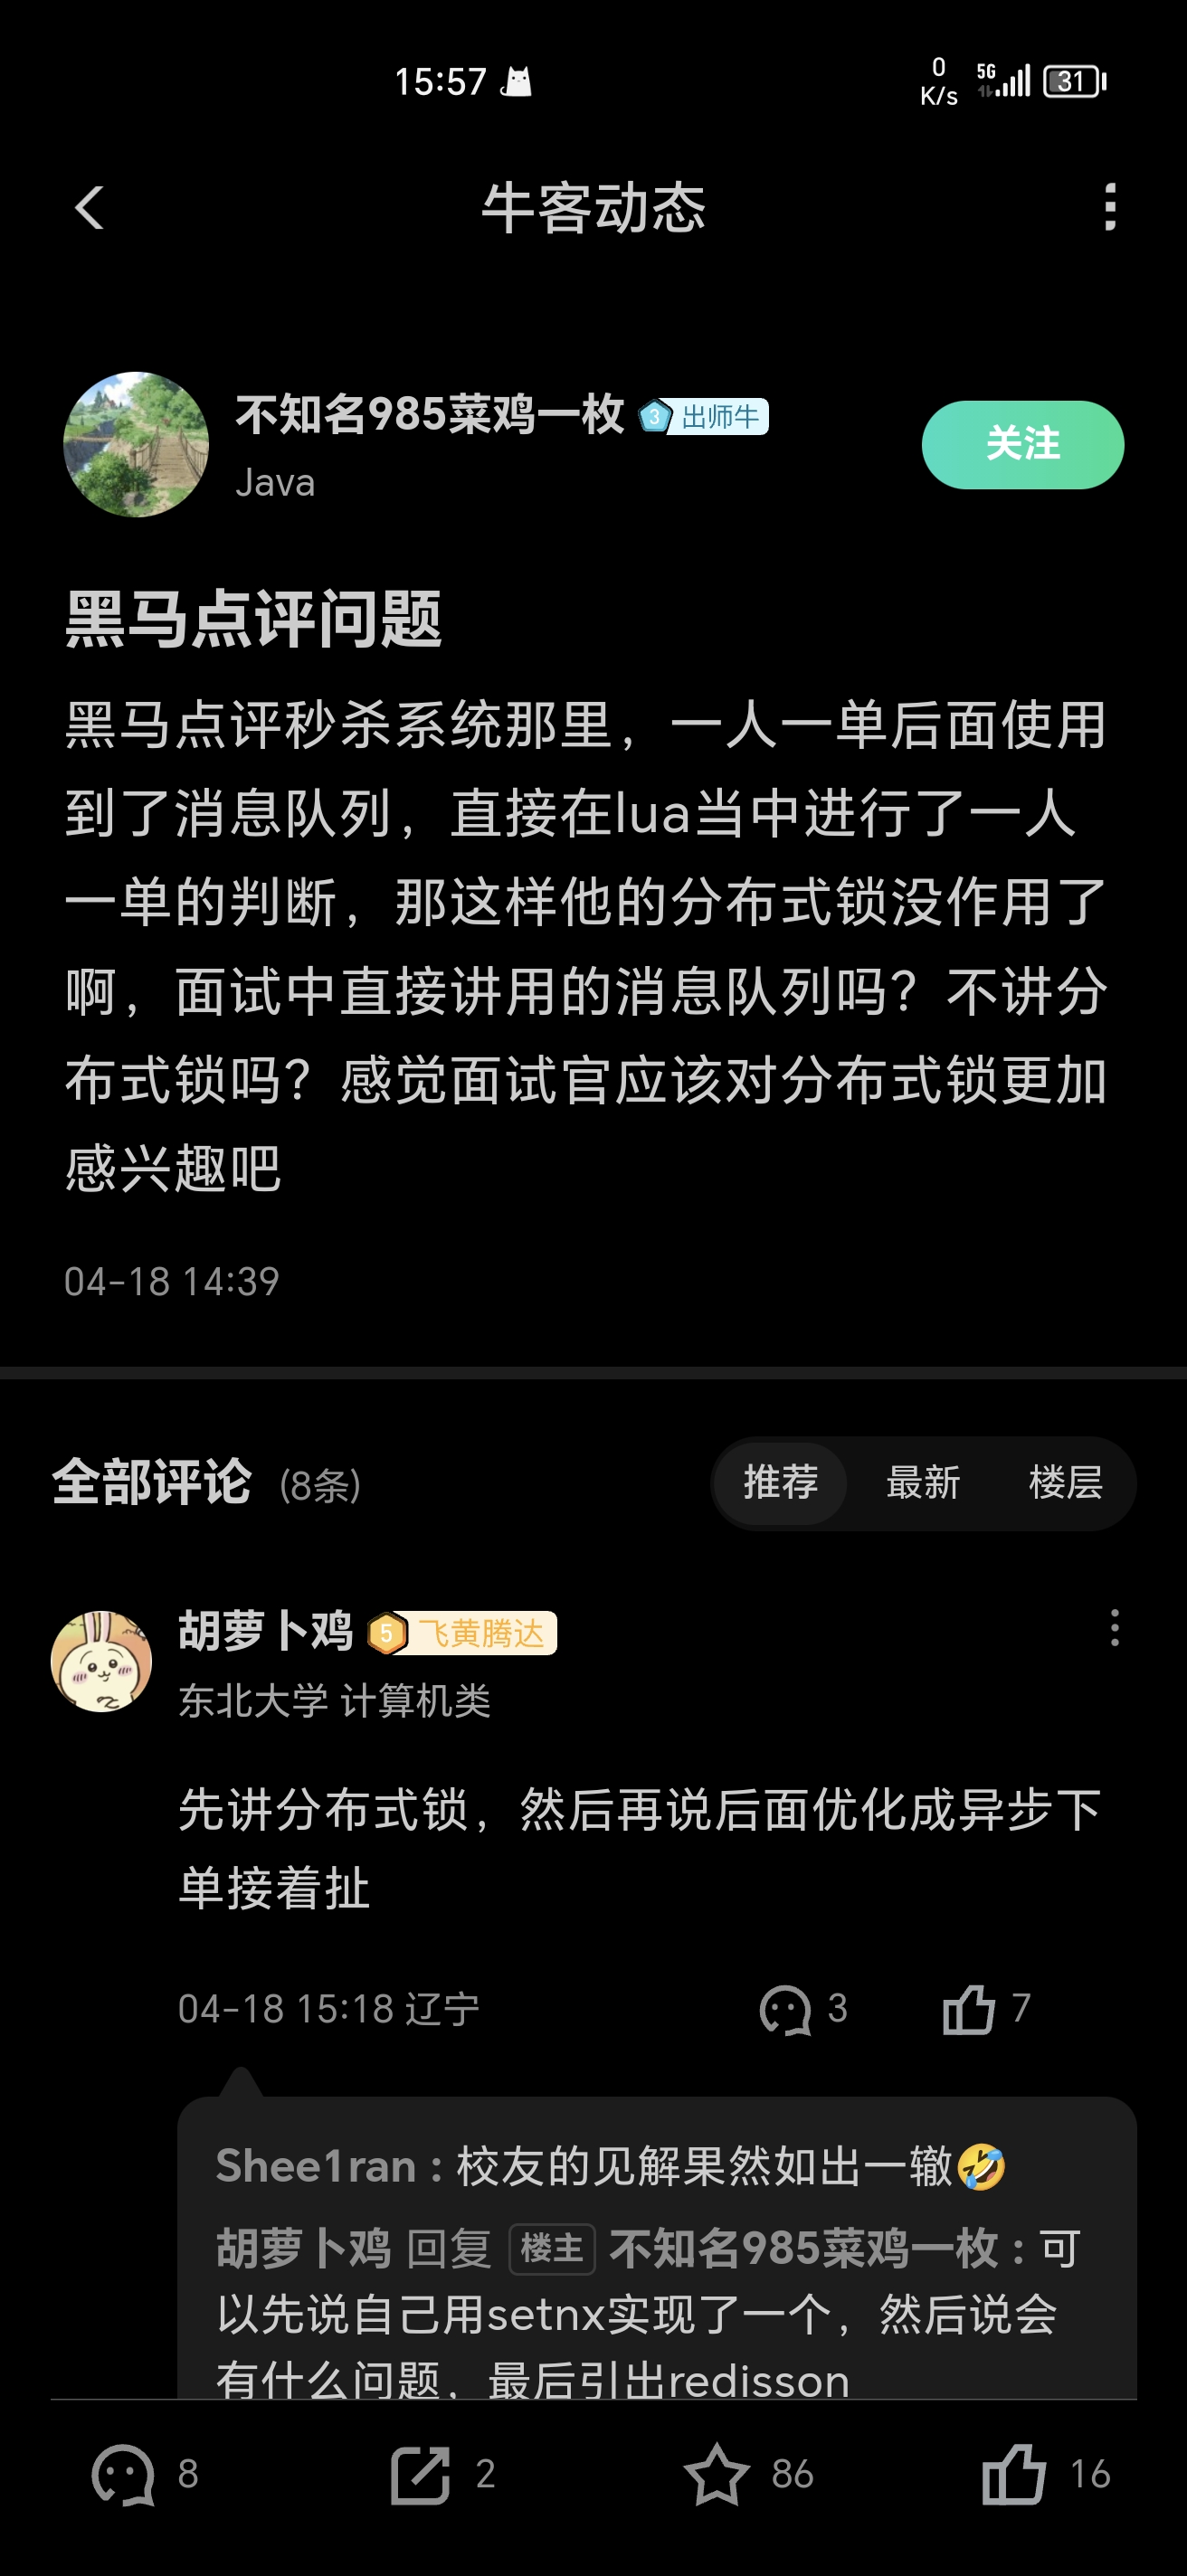 15:57
0
K/s
5G
31
牛客动态
不知名985菜鸡一枚 3 出师牛
Java
关注
黑马点评问题
黑马点评秒杀系统那里，一人一单后面使用
到了消息队列，直接在lua当中进行了一人
一单的判断，那这样他的分布式锁没作用了
啊，面试中直接讲用的消息队列吗？不讲分
布式锁吗？感觉面试官应该对分布式锁更加
感兴趣吧
04-18 14:39
全部评论 (8条)
推荐 最新 楼层
胡萝卜鸡 5 飞黄腾达
东北大学 计算机类
先讲分布式锁，然后再说后面优化成异步下
单接着扯
04-18 15:18 辽宁 3 7
Shee1ran：校友的见解果然如出一辙🤣
胡萝卜鸡 回复 楼主 不知名985菜鸡一枚：可
以先说自己用setnx实现了一个，然后说会
有什么问题，最后引出redisson
8 2 86 16